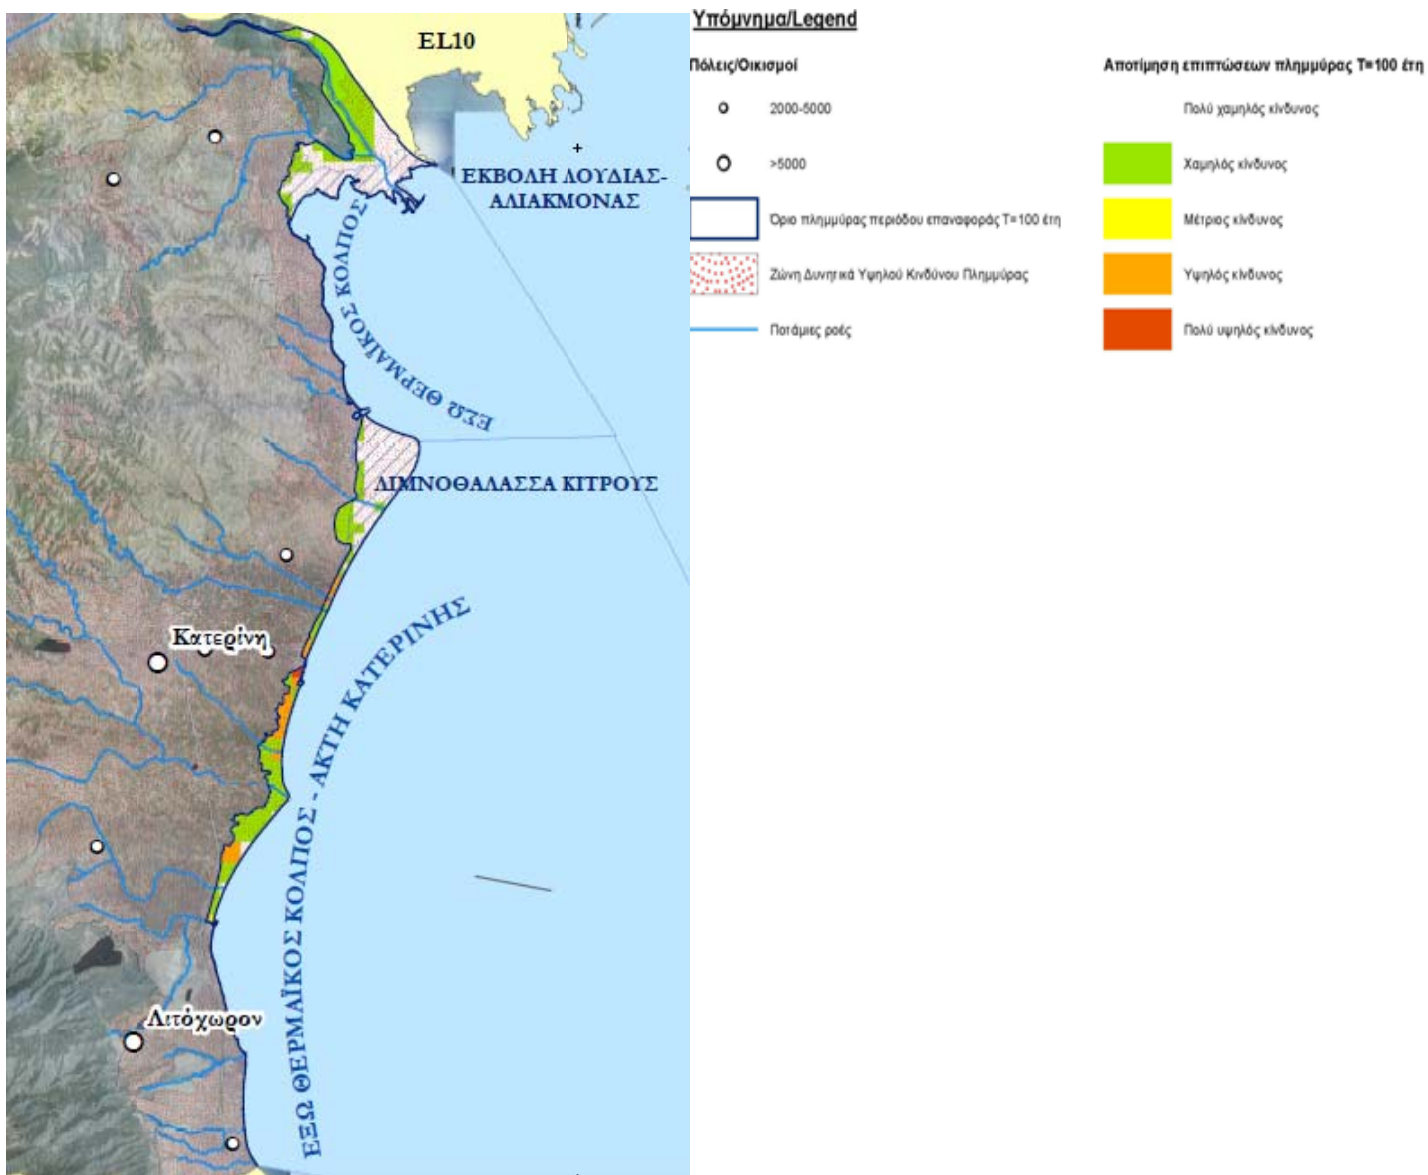 EL10
ΕΚΒΟΛΗ ΛΟΥΔΙΑΣ-
ΑΛΙΑΚΜΟΝΑΣ
ΕΞΩ ΘΕΡΜΑΪΚΟΣ ΚΟΛΠΟΣ
ΛΙΜΝΟΘΑΛΑΣΣΑ ΚΙΤΡΟΥΣ
Κατερίνη
ΕΞΩ ΘΕΡΜΑΪΚΟΣ ΚΟΛΠΟΣ - ΑΚΤΗ ΚΑΤΕΡΙΝΗΣ
Λιτόχωρον
Υπόμνημα/Legend
Πόλεις/Οικισμοί
2000-5000
>5000
Όριο πλημμύρας περιόδου επαναφοράς Τ=100 έτη
Ζώνη Δυνητικά Υψηλού Κινδύνου Πλημμύρας
Ποτάμιες ροές
Αποτίμηση επιπτώσεων πλημμύρας Τ=100 έτη
Πολύ χαμηλός κίνδυνος
Χαμηλός κίνδυνος
Μέτριος κίνδυνος
Υψηλός κίνδυνος
Πολύ υψηλός κίνδυνος